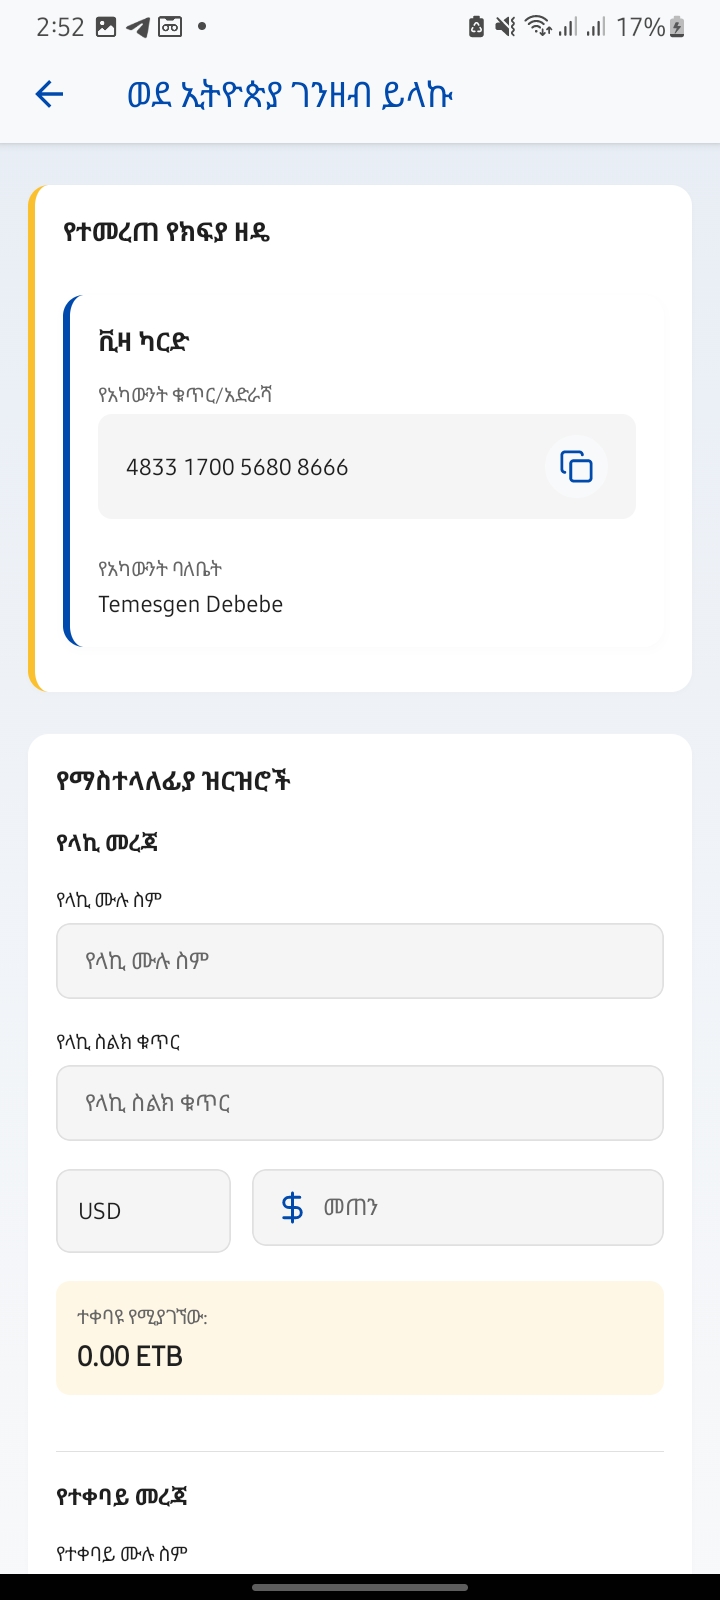 2:52
17%
ወደ ኢትዮጵያ ገንዘብ ይላኩ
የተመረጠ የክፍያ ዘዴ
ቪዛ ካርድ
የአካውንት ቁጥር/አድራሻ
4833 1700 5680 8666
የአካውንት ባለቤት
Temesgen Debebe
የማስተላለፊያ ዝርዝሮች
የላኪ መረጃ
የላኪ ሙሉ ስም
የላኪ ሙሉ ስም
የላኪ ስልክ ቁጥር
የላኪ ስልክ ቁጥር
USD
$ መጠን
ተቀባዩ የሚያገኘው:
0.00 ETB
የተቀባይ መረጃ
የተቀባይ ሙሉ ስም